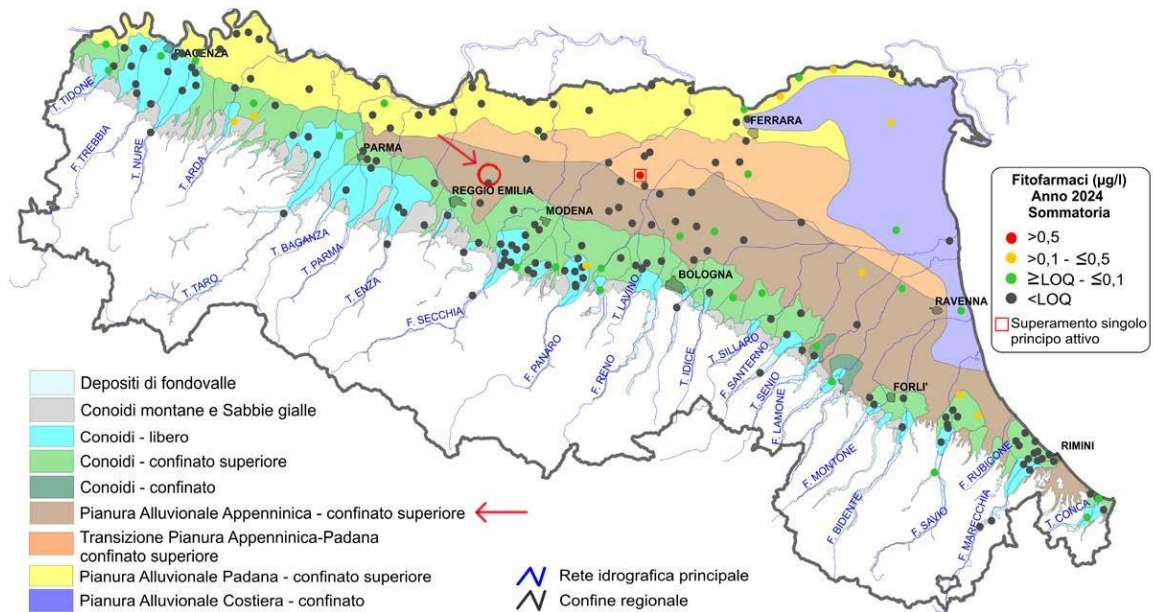 PIACENZA
T. TIDONE
F. TREBBIA
T. NIURE
T. ARDA
PARMA
REGGIO EMILIA
MODENA
FERRARA
BOLOGNA
RAVENNA
FORLI'
RIMINI
T. TARO
T. BAGANZA
T. PARMA
T. ENZA
F. SECCHIA
F. PANARO
F. RENO
T. LAVINO
T. IDICE
T. SILLARO
F. SANTERNO
T. SENIO
F. LAMONE
F. MONTONE
F. BIDENTE
F. SAVIO
F. RUBICONE
F. MARECCHIA
T. CONCA
Fitofarmaci (µg/l)
Anno 2024
Sommatoria
>0,5
>0,1 - ≤0,5
≥LOQ - ≤0,1
<LOQ
Superamento singolo
principo attivo
Depositi di fondovalle
Conoidi montane e Sabbie gialle
Conoidi - libero
Conoidi - confinato superiore
Conoidi - confinato
Pianura Alluvionale Appenninica - confinato superiore
Transizione Pianura Appenninica-Padana
confinato superiore
Pianura Alluvionale Padana - confinato superiore
Pianura Alluvionale Costiera - confinato
Rete idrografica principale
Confine regionale